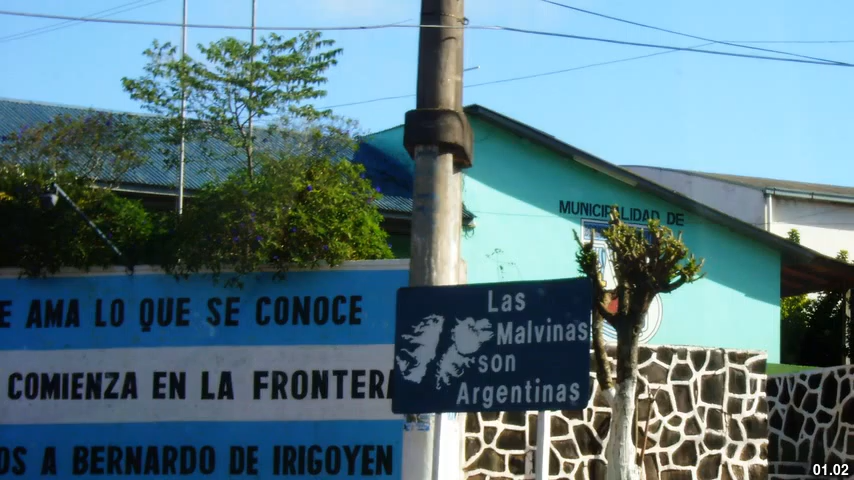 MUNICIPALIDAD DE
E AMA LO QUE SE CONOCE
COMIENZA EN LA FRONTERA
OS A BERNARDO DE IRIGOYEN
Las
Malvinas
son
Argentinas
01.02